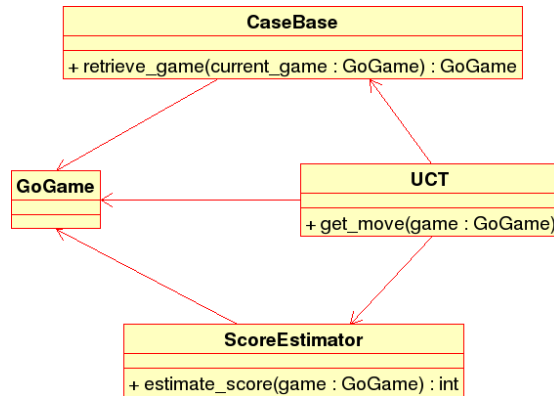 CaseBase
+ retrieve_game(current_game : GoGame) : GoGame
GoGame
UCT
+ get_move(game : GoGame)
ScoreEstimator
+ estimate_score(game : GoGame) : int